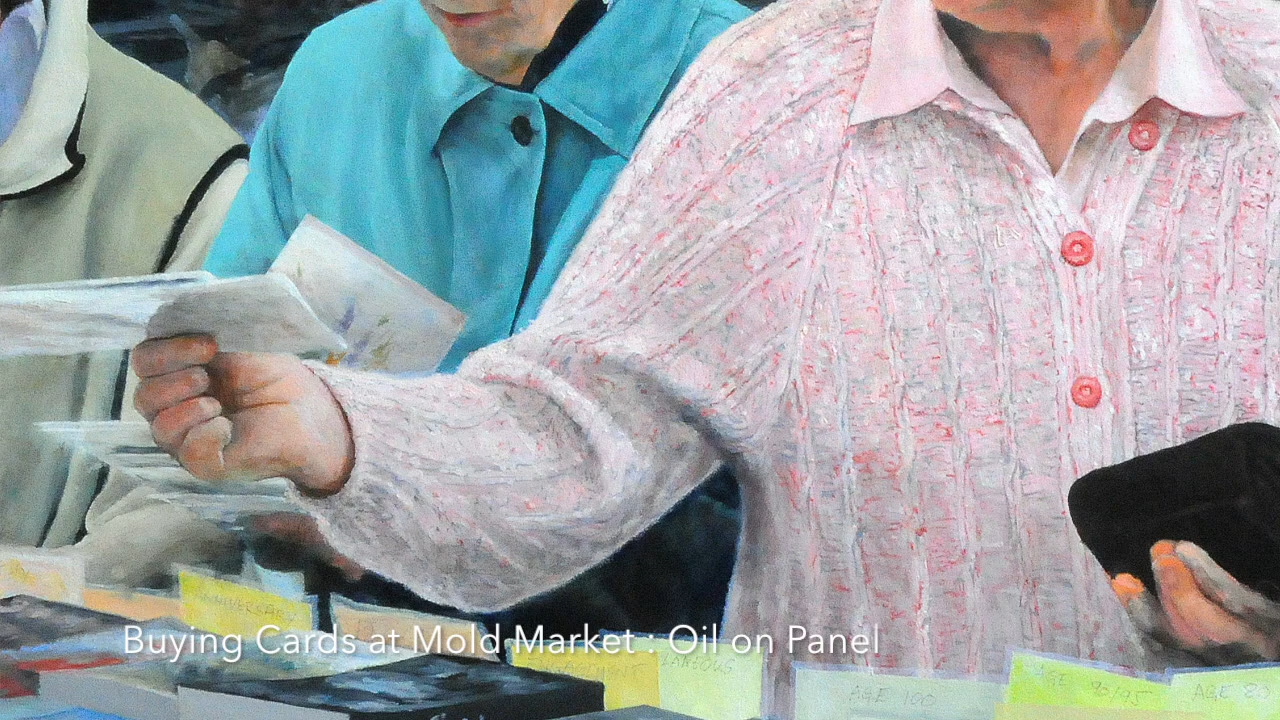 ANNIVERSARY
Buying Cards at Mold Market : Oil on Panel
AGE 100
AGE 90/95
AGE 80